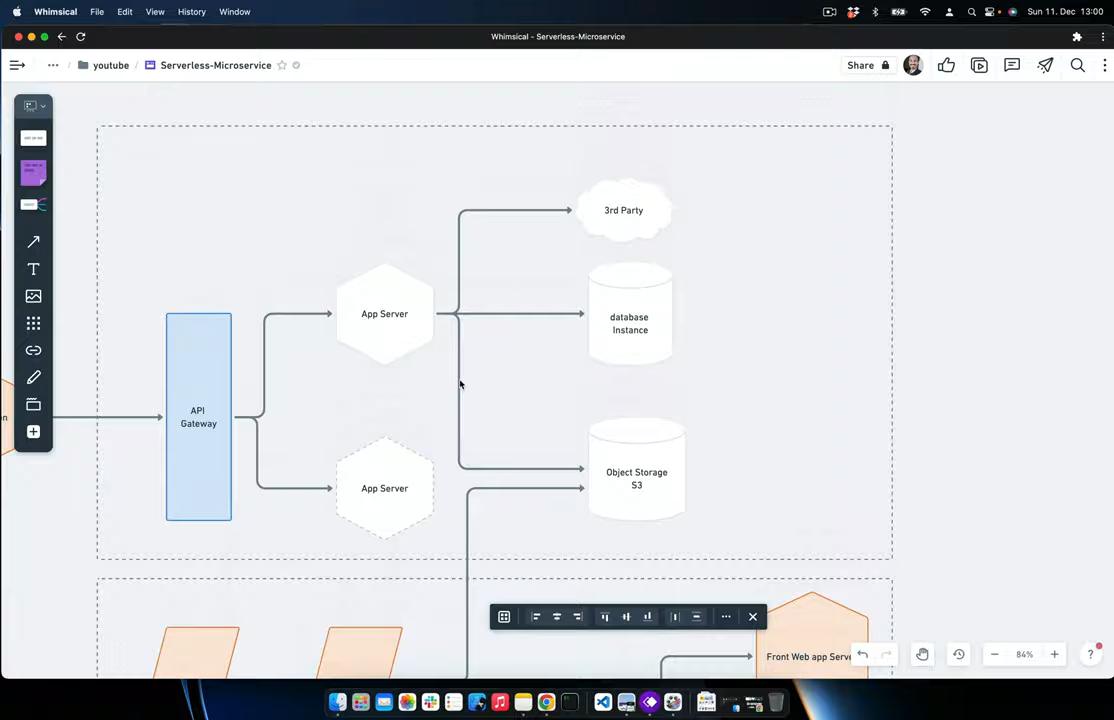 Whimsical File Edit View History Window
Sun 11. Dec 13:00
Whimsical - Serverless-Microservice
... / youtube / Serverless-Microservice
Share
3rd Party
App Server
database
Instance
API
Gateway
App Server
Object Storage
S3
Front Web app Serve
84%
?